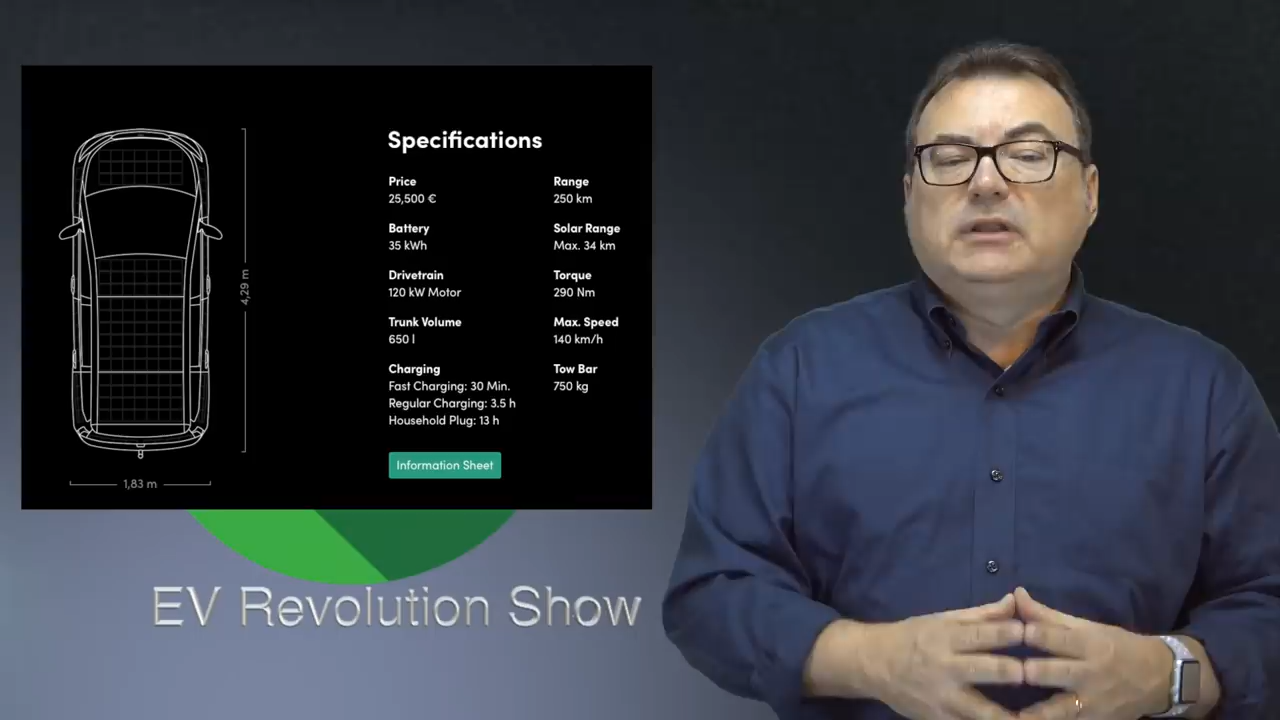 Specifications
Price
25,500 €
Battery
35 kWh
Drivetrain
120 kW Motor
Trunk Volume
650 l
Charging
Fast Charging: 30 Min.
Regular Charging: 3.5 h
Household Plug: 13 h
Range
250 km
Solar Range
Max. 34 km
Torque
290 Nm
Max. Speed
140 km/h
Tow Bar
750 kg
Information Sheet
4,29 m
1,83 m
EV Revolution Show